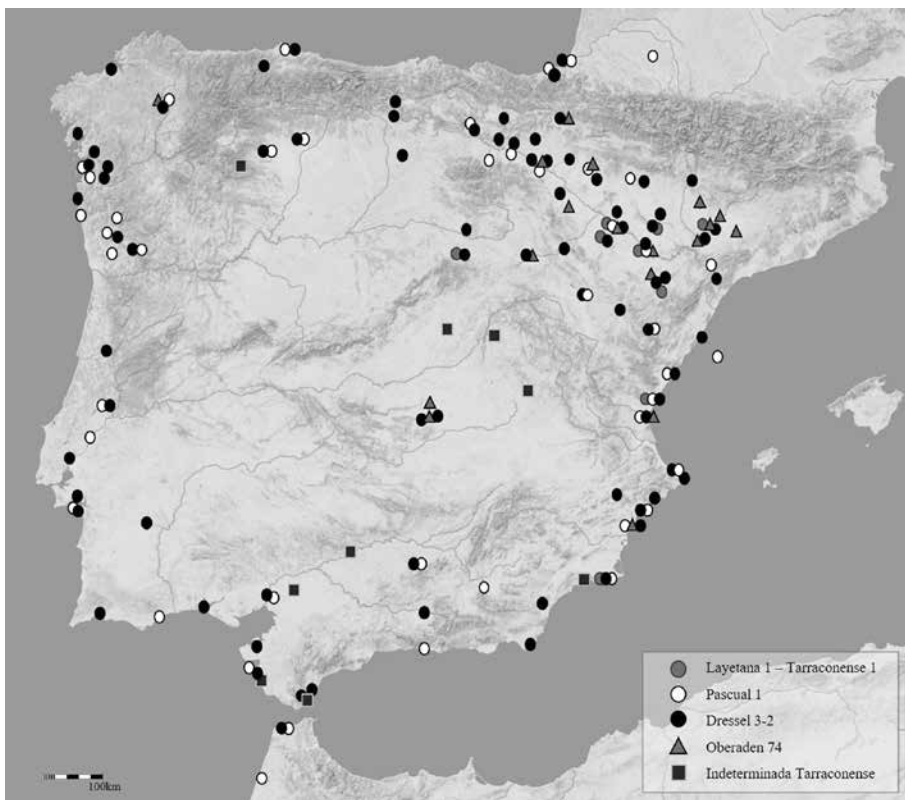 Layetana 1 – Tarraconense 1
Pascual 1
Dressel 3-2
Oberaden 74
Indeterminada Tarraconense
100km